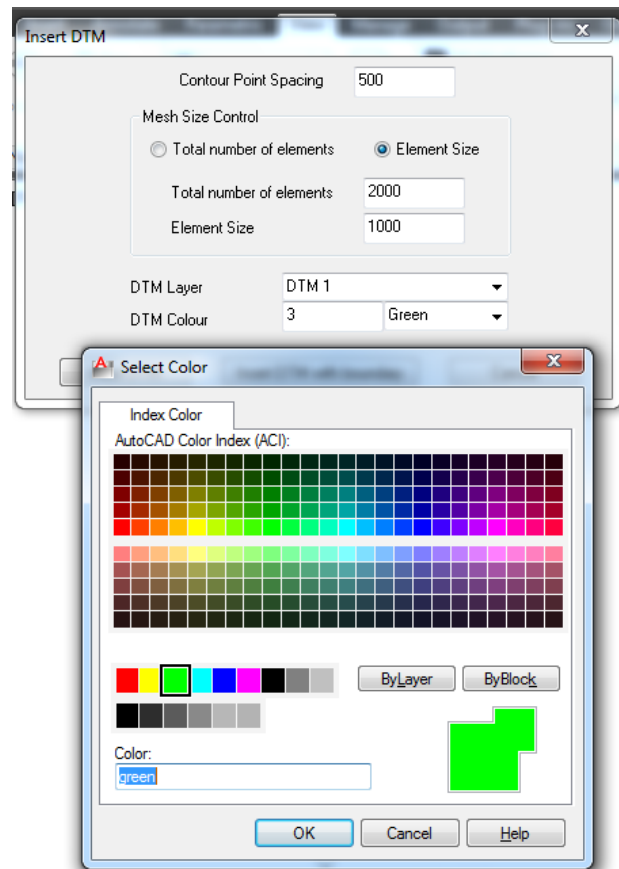 Insert DTM
Contour Point Spacing 500
Mesh Size Control
Total number of elements Element Size
Total number of elements 2000
Element Size 1000
DTM Layer DTM 1
DTM Colour 3 Green
Select Color
Index Color
AutoCAD Color Index (ACI):
ByLayer ByBlock
Color:
green
OK Cancel Help